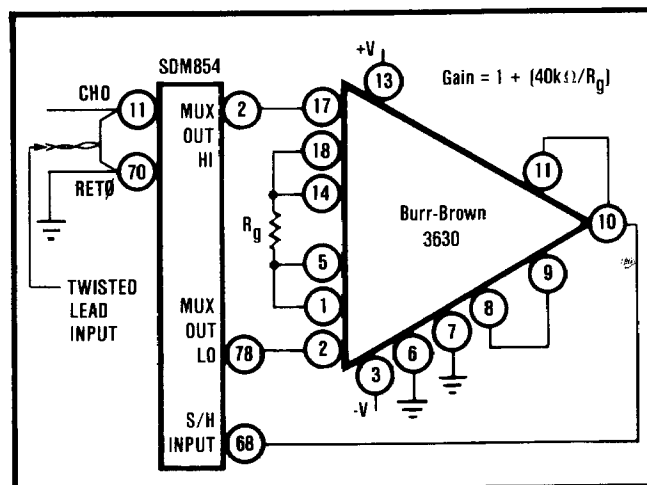 SDM854
+V
13
Gain = 1 + (40kΩ/Rg)
CH0
11
MUX
OUT
HI
2
17
18
14
Rg
5
1
2
70
RETØ
TWISTED
LEAD
INPUT
MUX
OUT
LO
78
S/H
INPUT
68
Burr-Brown
3630
11
10
9
8
7
6
3
-V